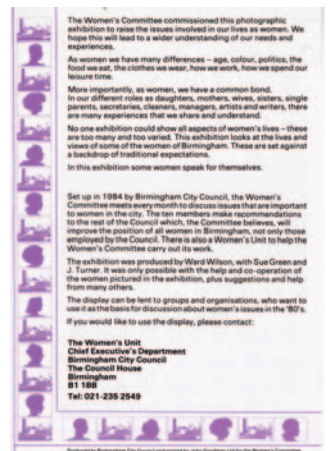 The Women's Committee commissioned this photographic
exhibition to raise the issues involved in our lives as women. We
hope this will lead to a wider understanding of our needs and
experiences.
As women we have many differences – age, colour, politics, the
food we eat, the clothes we wear, how we work, how we spend our
leisure time.
More importantly, as women, we have a common bond.
In our different roles as daughters, mothers, wives, sisters, single
parents, secretaries, cleaners, managers, artists and writers, there
are many experiences that we share and understand.
No one exhibition could show all aspects of women's lives – these
are too many and too varied. This exhibition looks at the lives and
views of some of the women of Birmingham. These are set against
a backdrop of traditional expectations.
In this exhibition some women speak for themselves.
Set up in 1984 by Birmingham City Council, the Women's
Committee meets every month to discuss issues that are important
to women in the city. The ten members make recommendations
to the rest of the Council which, the Committee believes, will
improve the position of all women in Birmingham, not only those
employed by the Council. There is also a Women's Unit to help the
Women's Committee carry out its work.
The exhibition was produced by Ward Wilson, with Sue Green and
J. Turner. It was only possible with the help and co-operation of
the women pictured in the exhibition, plus suggestions and help
from many others.
The display can be lent to groups and organisations, who want to
use it as the basis for discussion about women's issues in the '80's.
If you would like to use the display, please contact:
The Women's Unit
Chief Executive's Department
Birmingham City Council
The Council House
Birmingham
B1 1BB
Tel: 021-235 2549